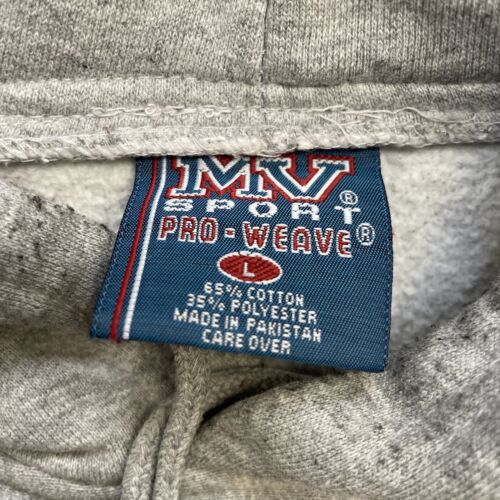 MV
SPORT®
PRO-WEAVE®
L
65% COTTON
35% POLYESTER
MADE IN PAKISTAN
CARE OVER